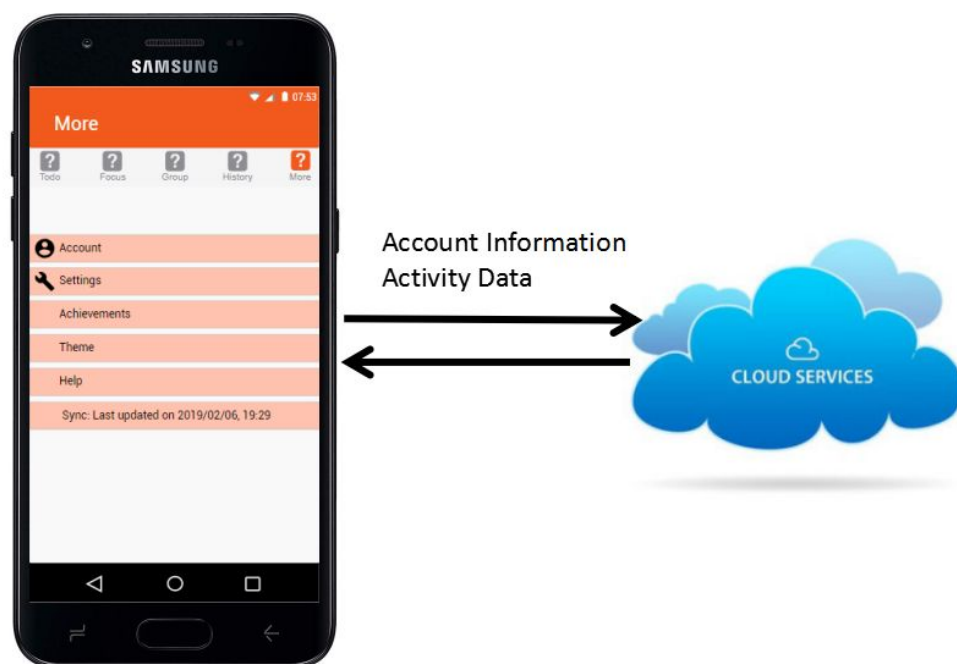 SAMSUNG
07:53
More
?
?
?
?
?
Todo
Focus
Group
History
More
Account
Settings
Achievements
Theme
Help
Sync: Last updated on 2019/02/06, 19:29
Account Information
Activity Data
CLOUD SERVICES